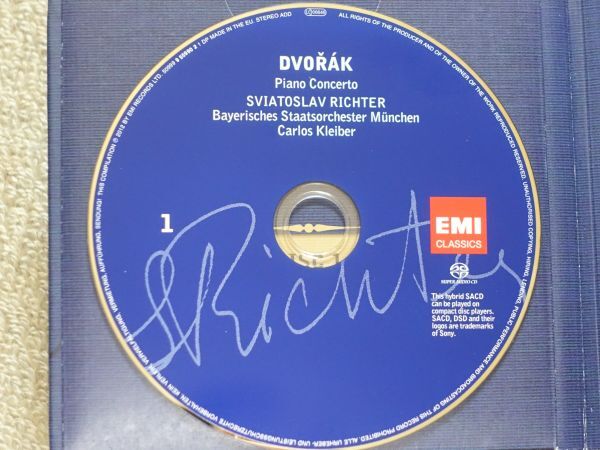 DVOŘÁK
Piano Concerto
SVIATOSLAV RICHTER
Bayerisches Staatsorchester München
Carlos Kleiber
1
EMI
CLASSICS
SUPER AUDIO CD
This hybrid SACD
can be played on
compact disc players.
SACD, DSD and their
logos are trademarks
of Sony.
S Richter
DP MADE IN THE EU. STEREO ADD
ALL RIGHTS OF THE PRODUCER AND OF THE OWNER OF THE WORK REPRODUCED RESERVED. UNAUTHORISED COPYING, HIRING, LENDING, PUBLIC PERFORMANCE AND BROADCASTING OF THIS RECORD PROHIBITED.